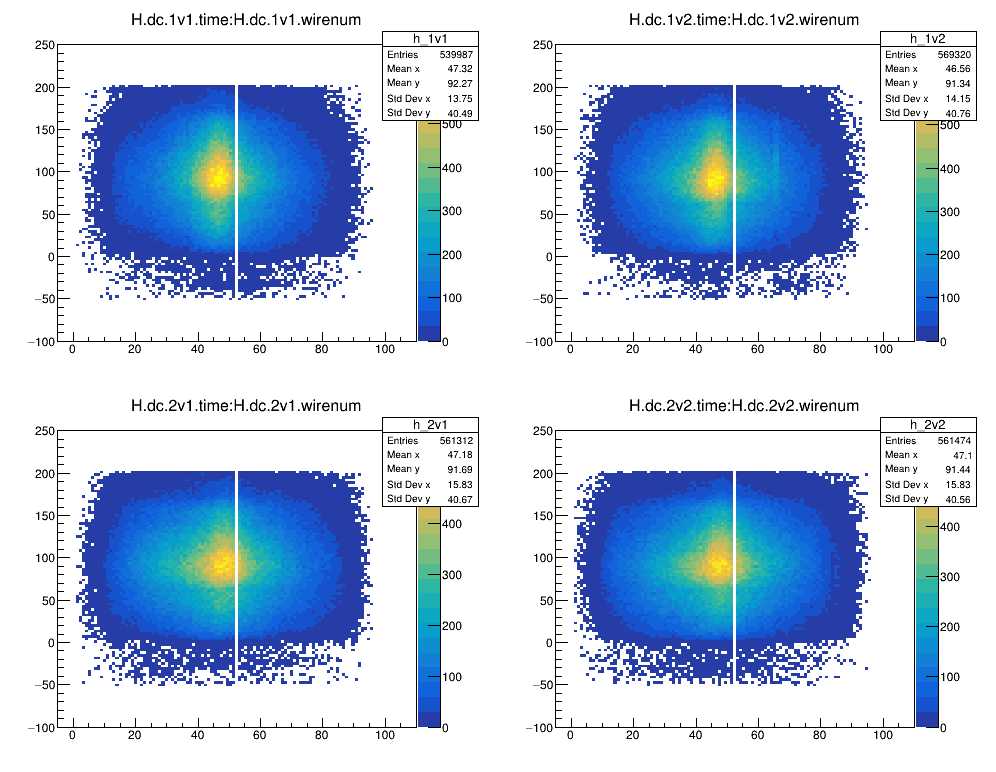 H.dc.1v1.time:H.dc.1v1.wirenum
h_1v1
Entries 539987
Mean x 47.32
Mean y 92.27
Std Dev x 13.75
Std Dev y 40.49
250
200
150
100
50
0
−50
−100
0 20 40 60 80 100
500
400
300
200
100
0
H.dc.1v2.time:H.dc.1v2.wirenum
h_1v2
Entries 569320
Mean x 46.56
Mean y 91.34
Std Dev x 14.15
Std Dev y 40.76
250
200
150
100
50
0
−50
−100
0 20 40 60 80 100
500
400
300
200
100
0
H.dc.2v1.time:H.dc.2v1.wirenum
h_2v1
Entries 561312
Mean x 47.18
Mean y 91.69
Std Dev x 15.83
Std Dev y 40.67
250
200
150
100
50
0
−50
−100
0 20 40 60 80 100
400
300
200
100
0
H.dc.2v2.time:H.dc.2v2.wirenum
h_2v2
Entries 561474
Mean x 47.1
Mean y 91.44
Std Dev x 15.83
Std Dev y 40.56
250
200
150
100
50
0
−50
−100
0 20 40 60 80 100
400
300
200
100
0